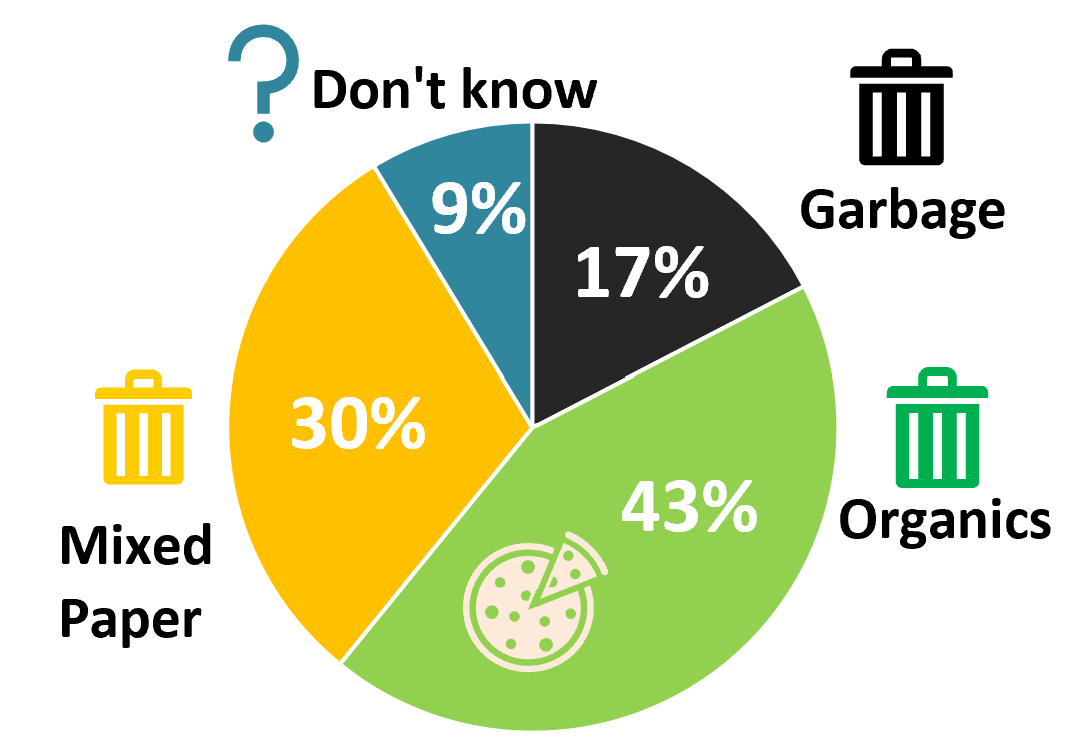 Don't know
Garbage
9%
17%
30%
43%
Organics
Mixed
Paper